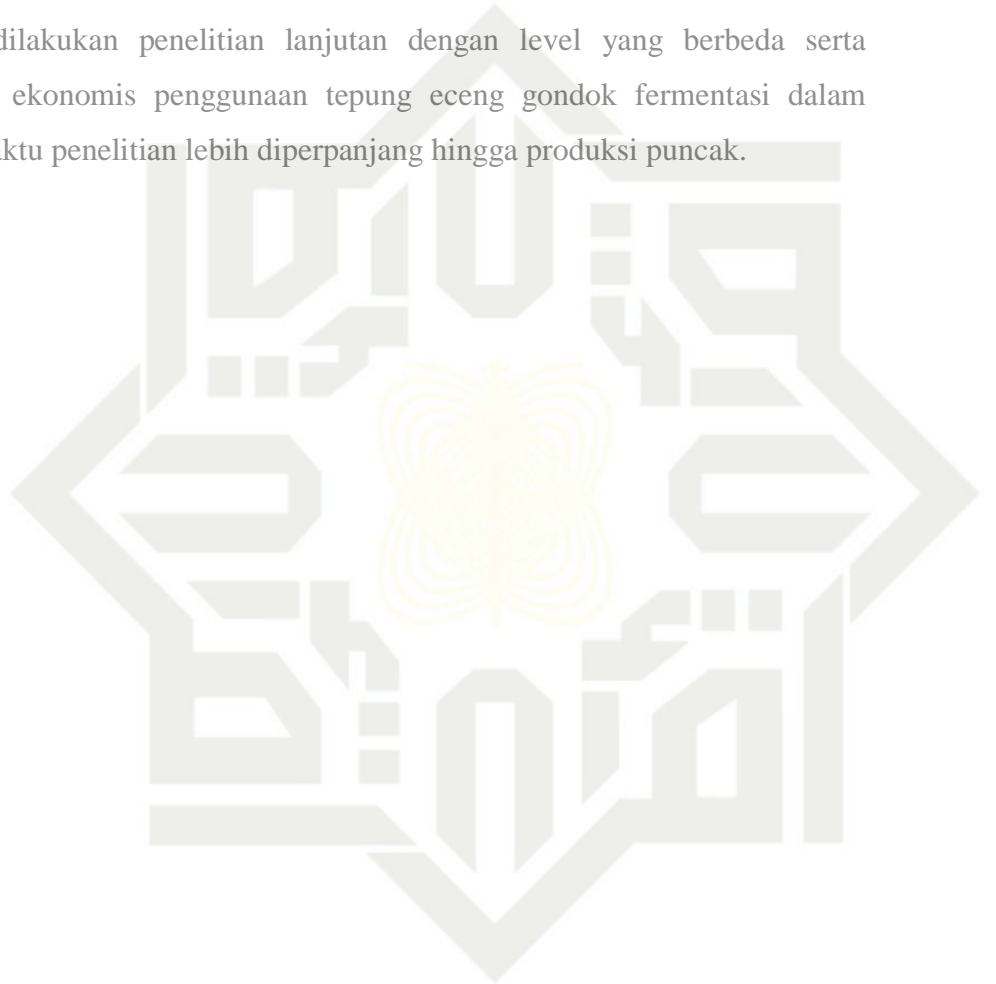 dilakukan penelitian lanjutan dengan level yang berbeda serta
ekonomis penggunaan tepung eceng gondok fermentasi dalam
penelitian lebih diperpanjang hingga produksi puncak.